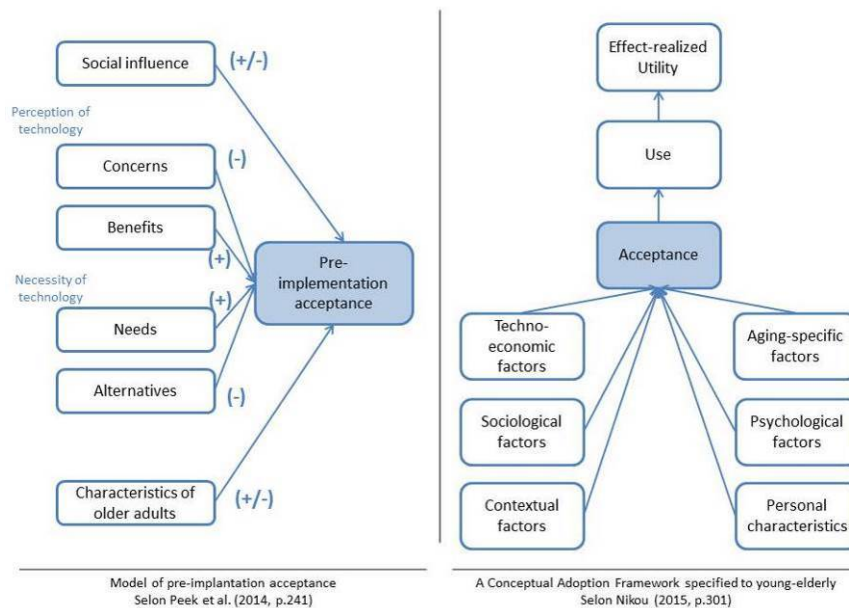 Social influence
(+/-)
Perception of
technology
Concerns
(-)
Benefits
(+)
Pre-
implementation
acceptance
Necessity of
technology
(+)
Needs
Alternatives
(-)
Characteristics of
older adults
(+/-)
Model of pre-implantation acceptance
Selon Peek et al. (2014, p.241)
Effect-realized
Utility
Use
Acceptance
Techno-
economic
factors
Aging-specific
factors
Sociological
factors
Psychological
factors
Contextual
factors
Personal
characteristics
A Conceptual Adoption Framework specified to young-elderly
Selon Nikou (2015, p.301)